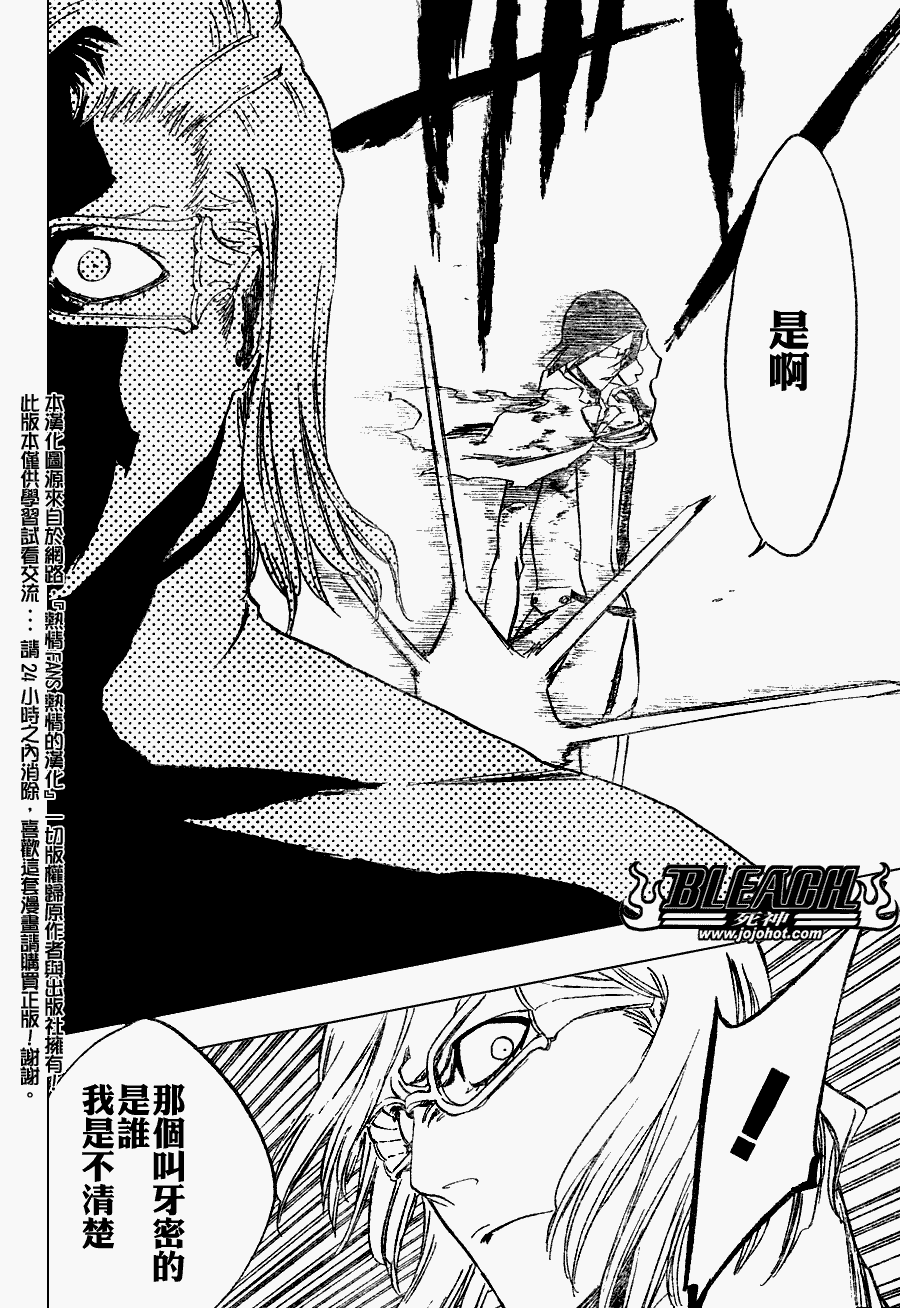 是啊
BLEACH
死神
www.jojohot.com
!
那個叫牙密的
是誰
我是不清楚
本漢化圖源來自於網路，『熱情FANS熱情的漢化』一切版權歸原作者與出版社擁有!
此版本僅供學習試看交流...請24小時之內消除，喜歡這套漫畫請購買正版!謝謝。